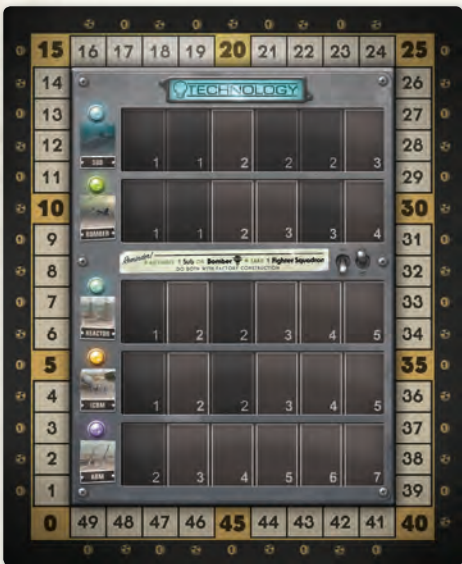 15 16 17 18 19 20 21 22 23 24 25
14 26
TECHNOLOGY
13 27
12 28
SUB 1 1 2 2 2 3
11 29
10 30
BOMBER 1 1 2 3 3 4
9 31
Reminder! 1 Sub OR Bomber 1 Fighter Squadron
DO BOTH WITH FACTORY CONSTRUCTION
8 32
7 33
REACTOR 1 2 2 3 4 5
6 34
5 35
4 36
ICBM 1 2 2 3 4 5
3 37
2 38
ABM 2 3 4 5 6 7
1 39
0 49 48 47 46 45 44 43 42 41 40